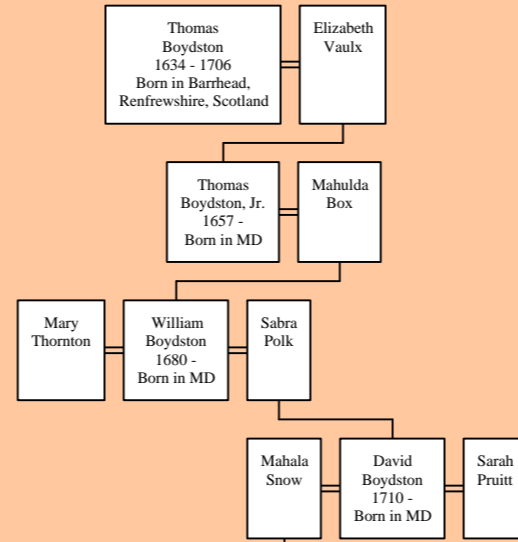 Thomas
Boydston
1634 - 1706
Born in Barrhead,
Renfrewshire, Scotland
Elizabeth
Vaulx
Thomas
Boydston, Jr.
1657 -
Born in MD
Mahulda
Box
Mary
Thornton
William
Boydston
1680 -
Born in MD
Sabra
Polk
Mahala
Snow
David
Boydston
1710 -
Born in MD
Sarah
Pruitt